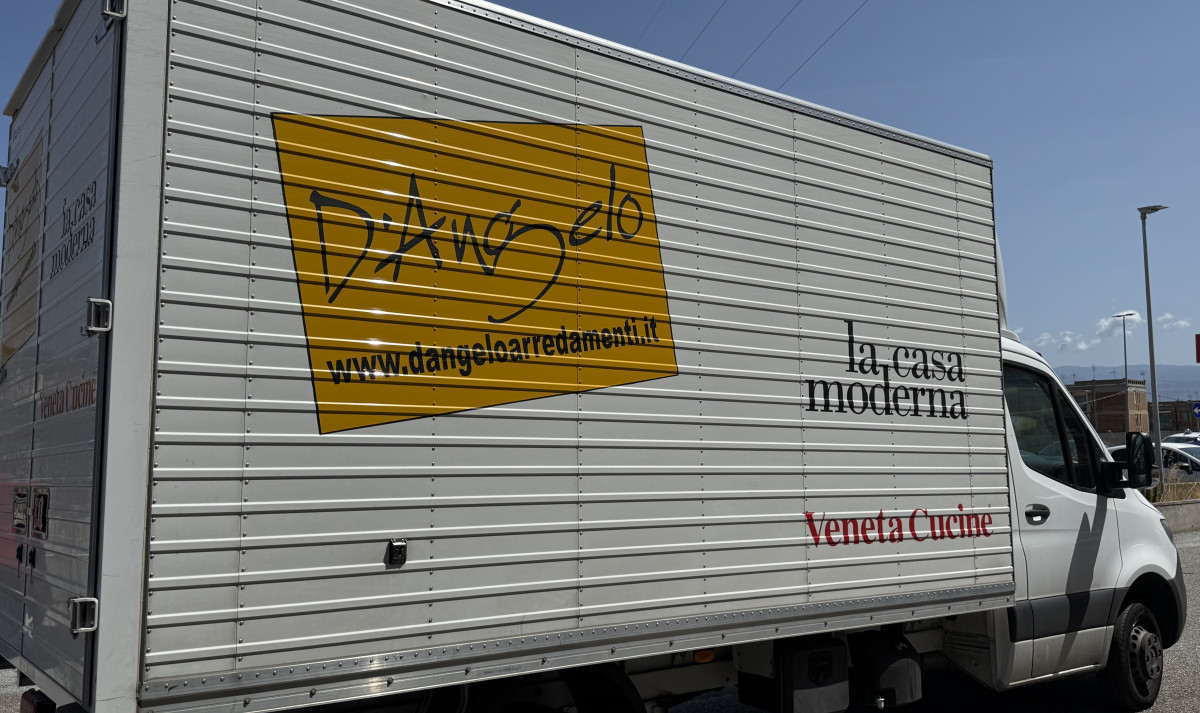 D'Angelo
www.dangeloarredamenti.it
la casa
moderna
Veneta Cucine
la casa
moderna
Veneta Cucine